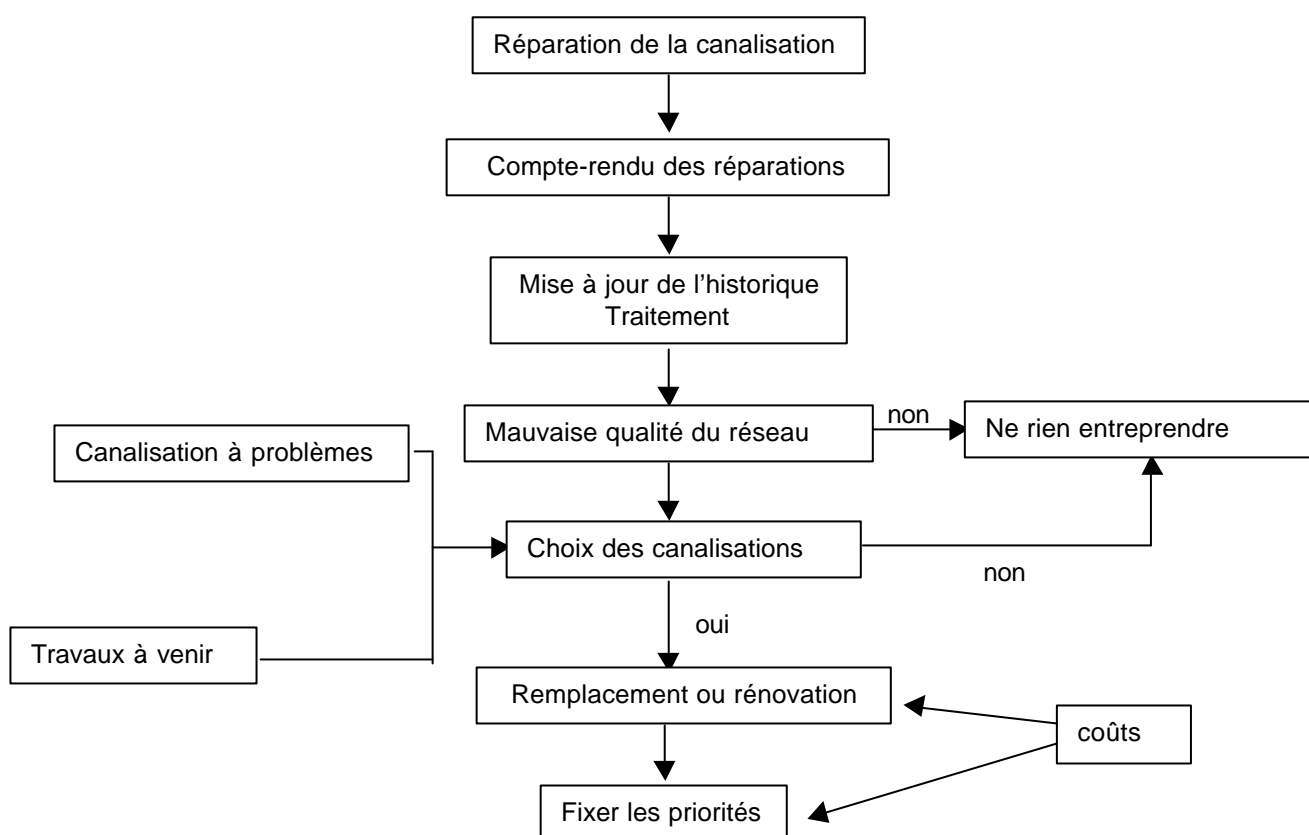 Réparation de la canalisation
Compte-rendu des réparations
Mise à jour de l'historique
Traitement
Mauvaise qualité du réseau
non
Ne rien entreprendre
Canalisation à problèmes
Choix des canalisations
non
oui
Travaux à venir
Remplacement ou rénovation
coûts
Fixer les priorités